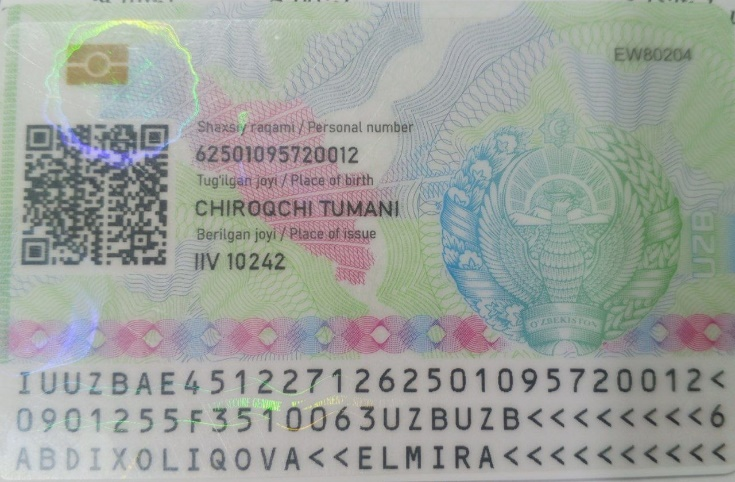 EW80204
Shaxsiy raqami / Personal number
62501095720012
Tug'ilgan joyi / Place of birth
CHIROQCHI TUMANI
Berilgan joyi / Place of issue
IIV 10242
UZB
O'ZBEKISTON
IUUZBAE4512271262501095720012<
0901255F3510063UZBUZB<<<<<<<<6
ABDIXOLIQOVA<<ELMIRA<<<<<<<<<<